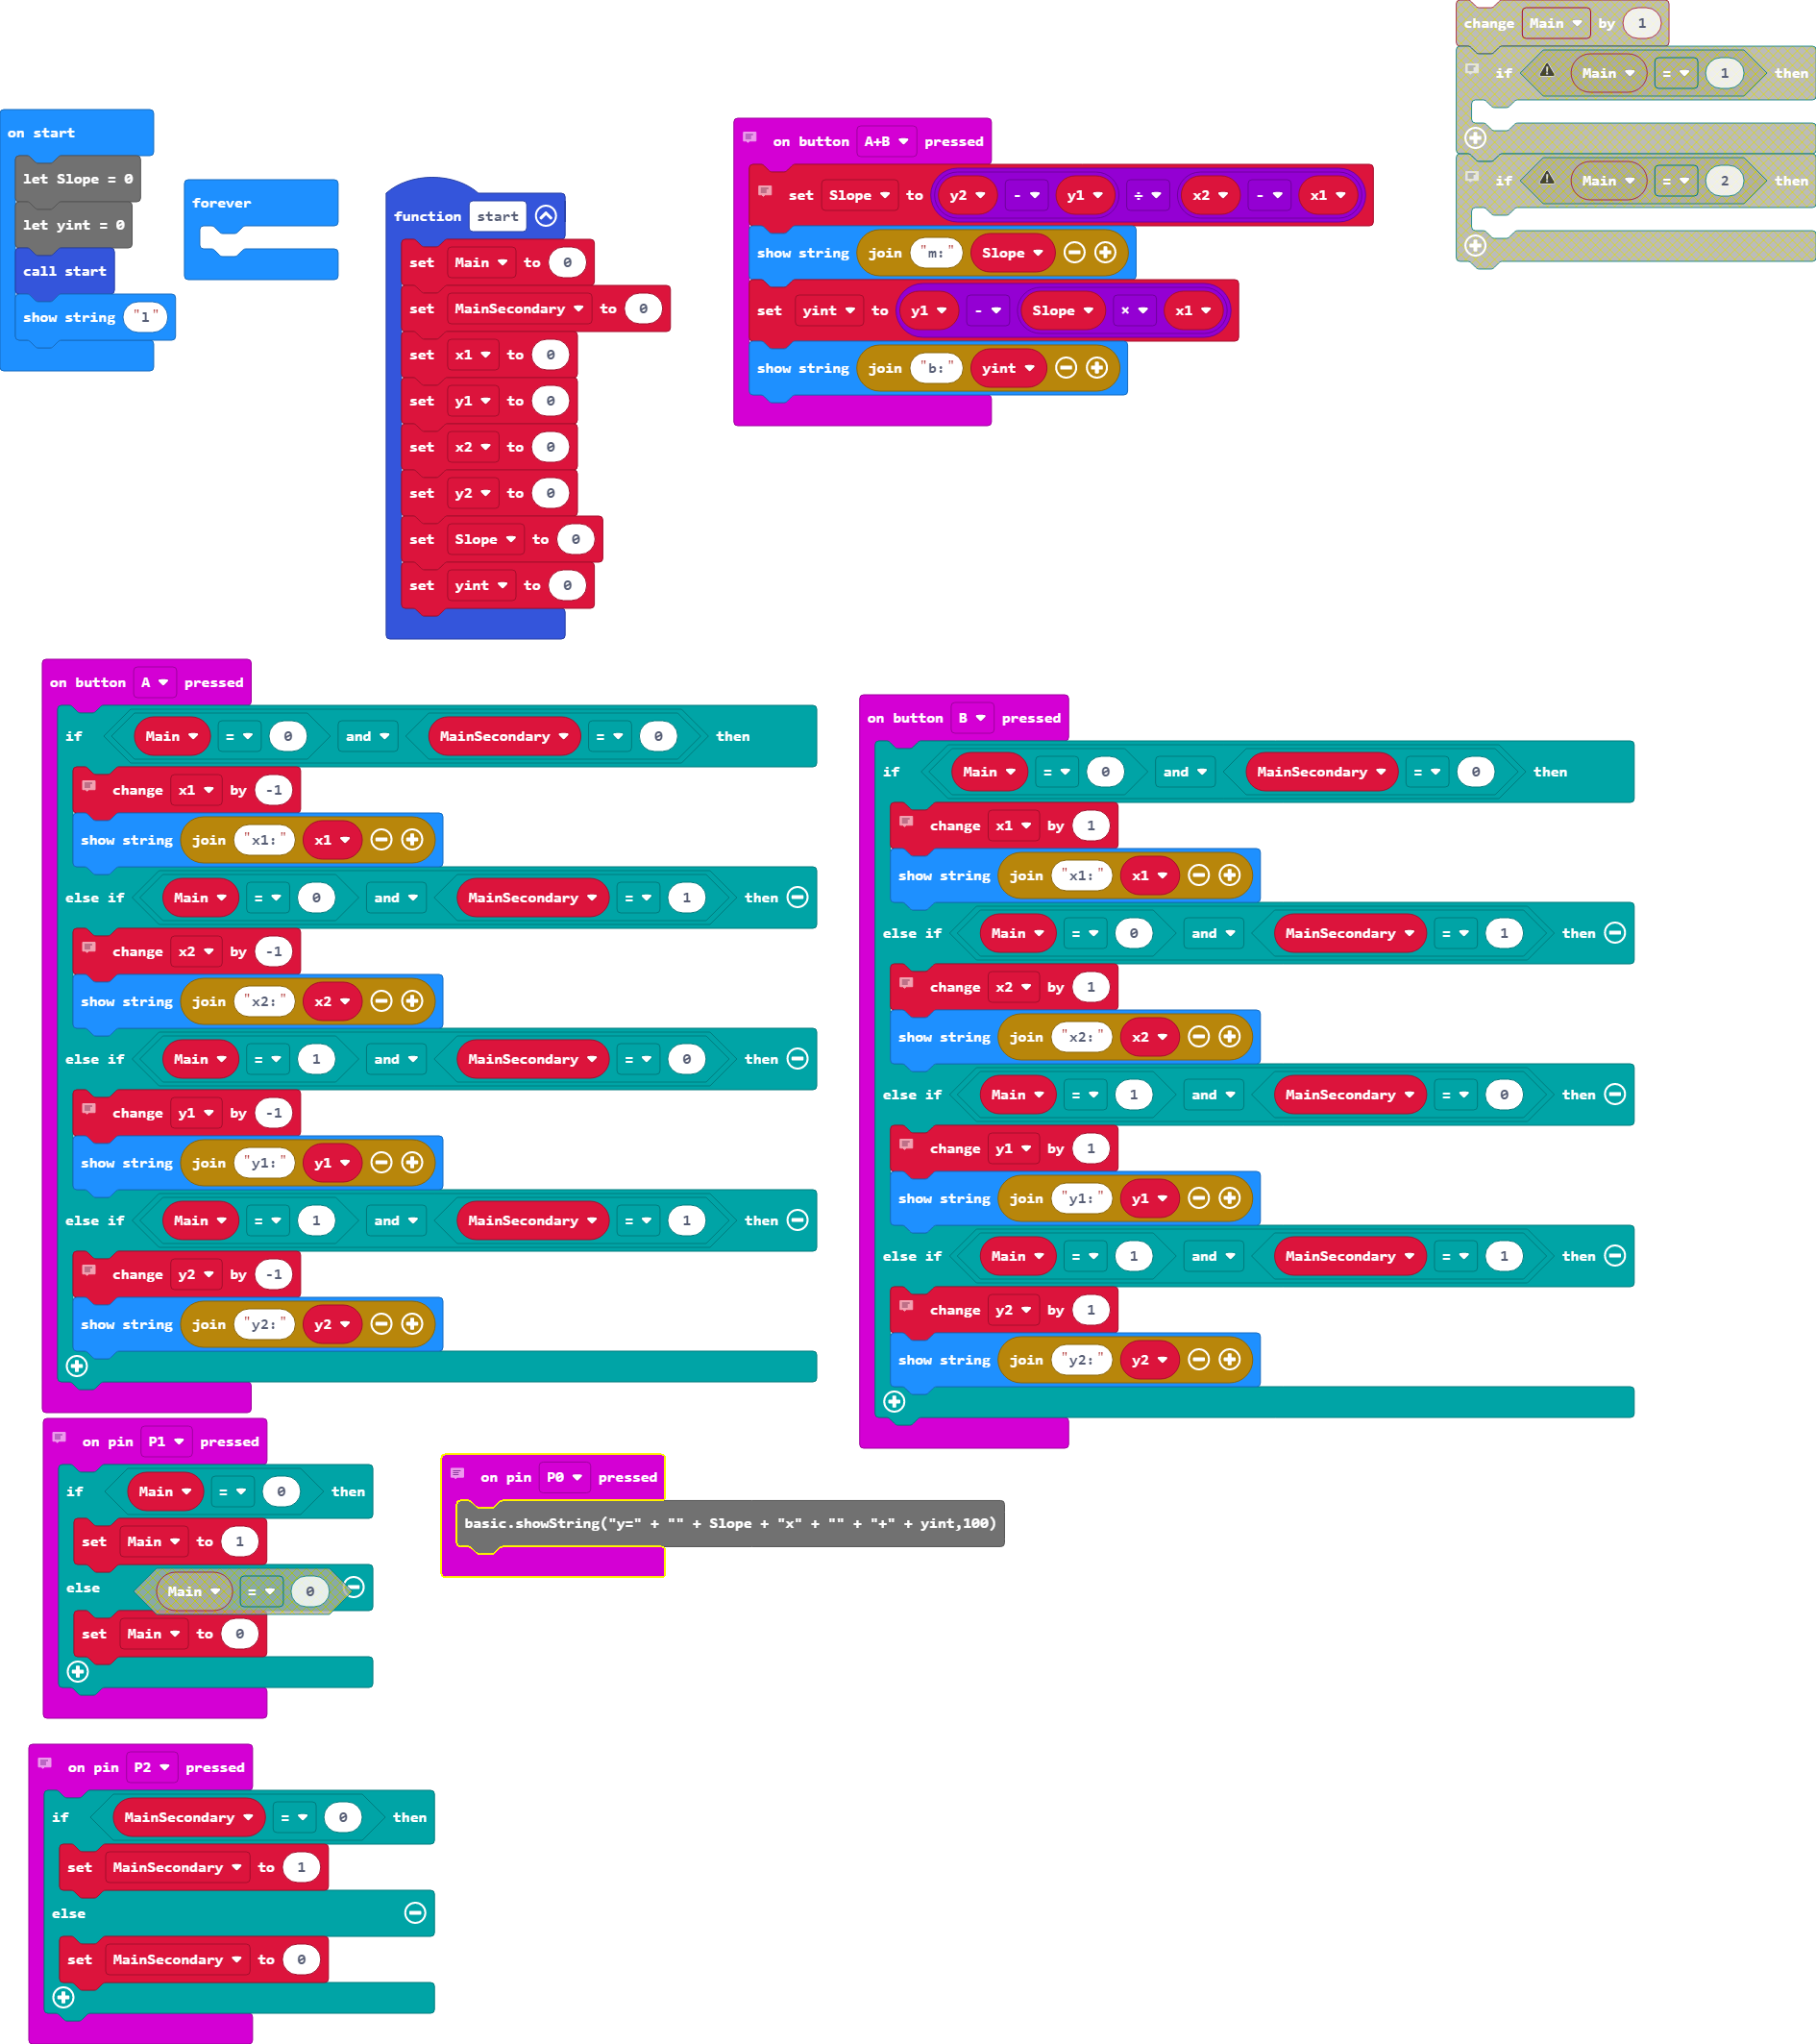 on start
let Slope = 0
let yint = 0
call start
show string "l"
forever
function start
set Main to 0
set MainSecondary to 0
set x1 to 0
set y1 to 0
set x2 to 0
set y2 to 0
set Slope to 0
set yint to 0
on button A+B pressed
set Slope to y2 - y1 ÷ x2 - x1
show string join "m:" Slope
set yint to y1 - Slope × x1
show string join "b:" yint
change Main by 1
if Main = 1 then
if Main = 2 then
on button A pressed
if Main = 0 and MainSecondary = 0 then
change x1 by -1
show string join "x1:" x1
else if Main = 0 and MainSecondary = 1 then
change x2 by -1
show string join "x2:" x2
else if Main = 1 and MainSecondary = 0 then
change y1 by -1
show string join "y1:" y1
else if Main = 1 and MainSecondary = 1 then
change y2 by -1
show string join "y2:" y2
on button B pressed
if Main = 0 and MainSecondary = 0 then
change x1 by 1
show string join "x1:" x1
else if Main = 0 and MainSecondary = 1 then
change x2 by 1
show string join "x2:" x2
else if Main = 1 and MainSecondary = 0 then
change y1 by 1
show string join "y1:" y1
else if Main = 1 and MainSecondary = 1 then
change y2 by 1
show string join "y2:" y2
on pin P1 pressed
if Main = 0 then
set Main to 1
else Main = 0
set Main to 0
on pin P0 pressed
basic.showString("y=" + "" + Slope + "x" + "" + "+" + yint,100)
on pin P2 pressed
if MainSecondary = 0 then
set MainSecondary to 1
else
set MainSecondary to 0